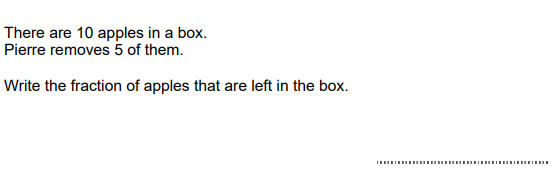 There are 10 apples in a box.
Pierre removes 5 of them.
Write the fraction of apples that are left in the box.